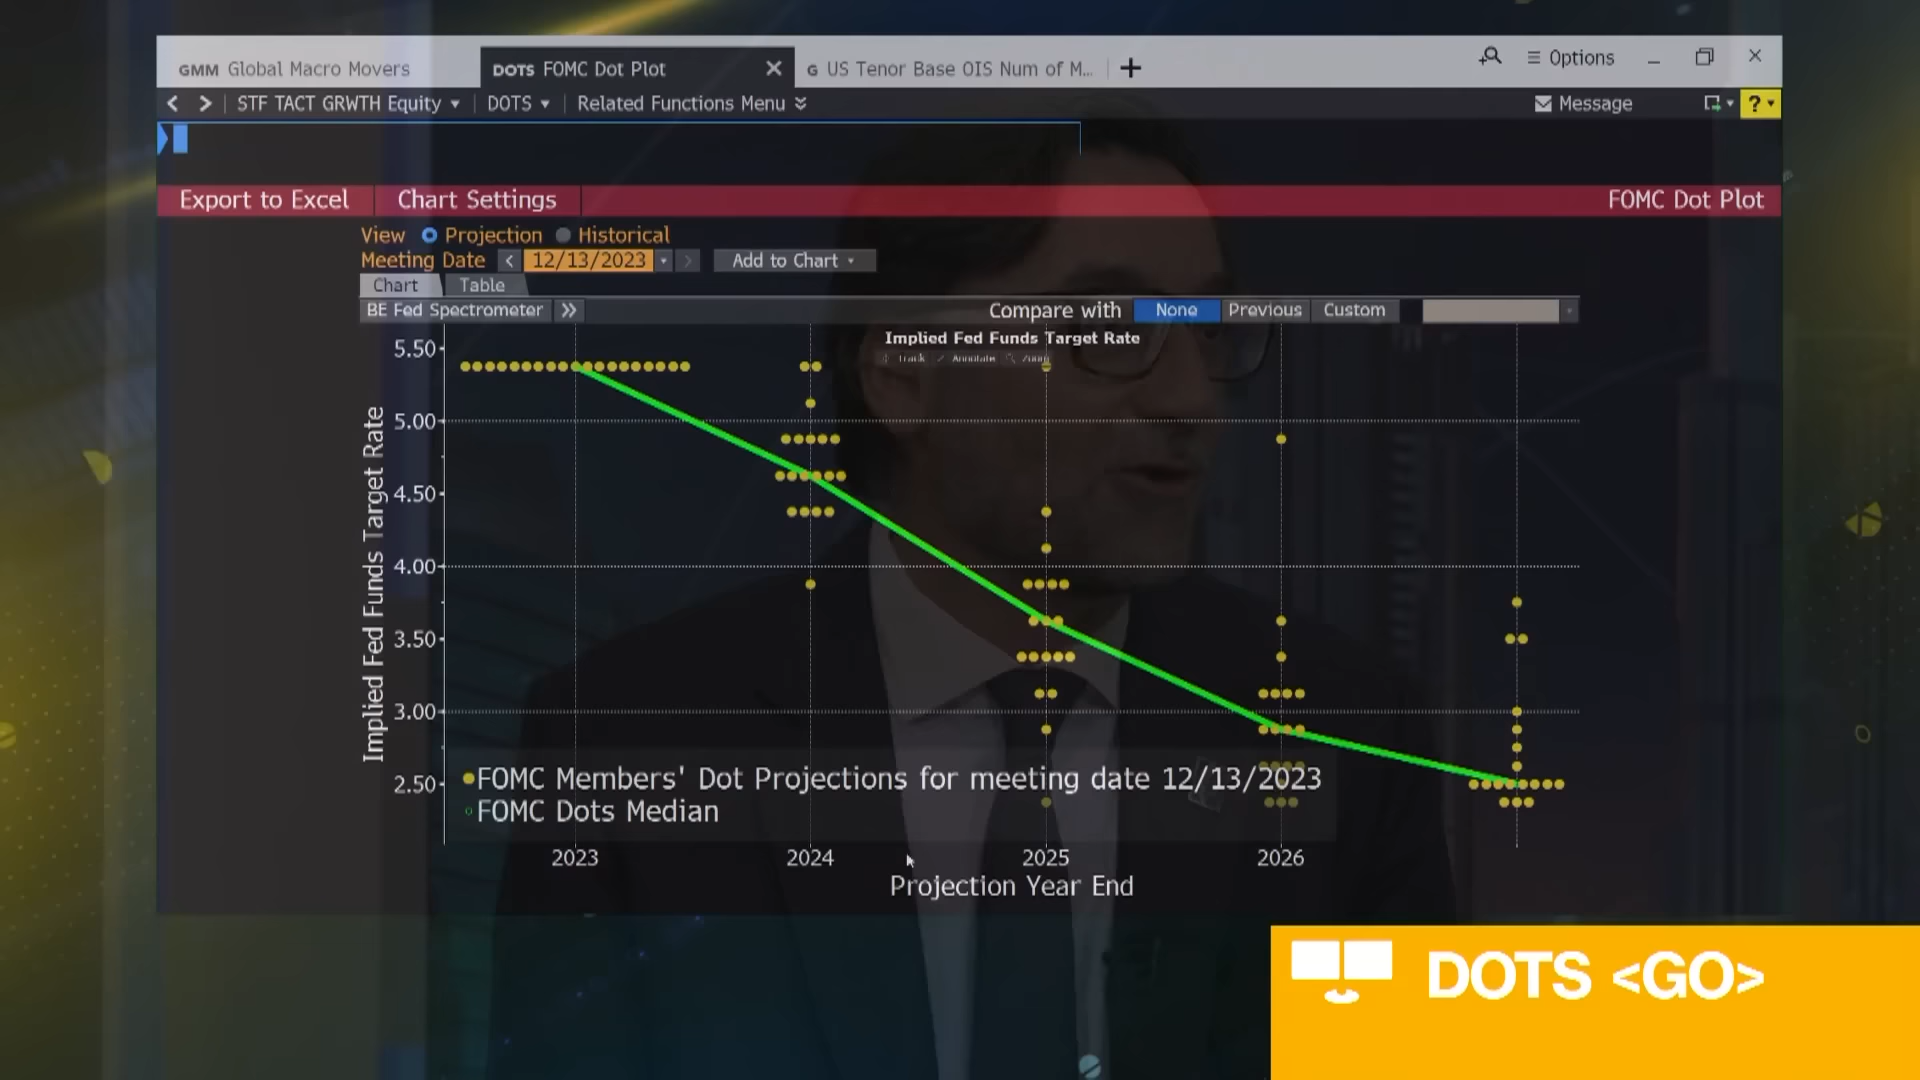 GMM Global Macro Movers
DOTS FOMC Dot Plot
G US Tenor Base OIS Num of M...
Options
STF TACT GRWTH Equity
DOTS
Related Functions Menu
Message
?
Export to Excel
Chart Settings
FOMC Dot Plot
View Projection Historical
Meeting Date < 12/13/2023 > Add to Chart
Chart Table
BE Fed Spectrometer
Compare with None Previous Custom
Implied Fed Funds Target Rate
Track Annotate Zoom
Implied Fed Funds Target Rate
5.50
5.00
4.50
4.00
3.50
3.00
2.50
FOMC Members' Dot Projections for meeting date 12/13/2023
FOMC Dots Median
2023 2024 2025 2026
Projection Year End
DOTS <GO>